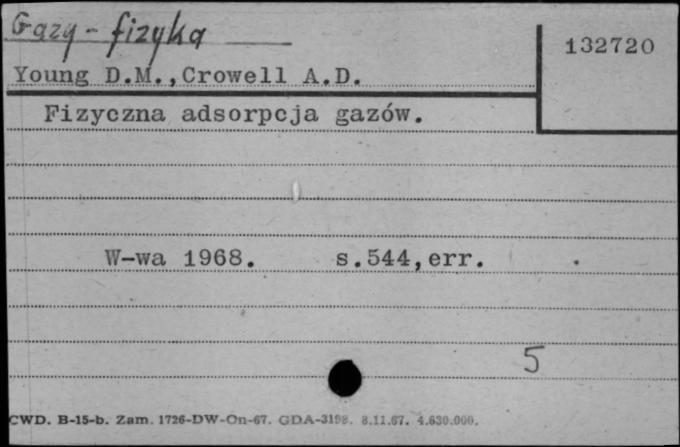 Gazy - fizyka
132720
Young D.M.,Crowell A.D.
Fizyczna adsorpcja gazów.
W-wa 1968. s.544,err.
5
CWD. B-15-b. Zam. 1726-DW-On-67. GDA-3198. 8.11.67. 4.630.000.